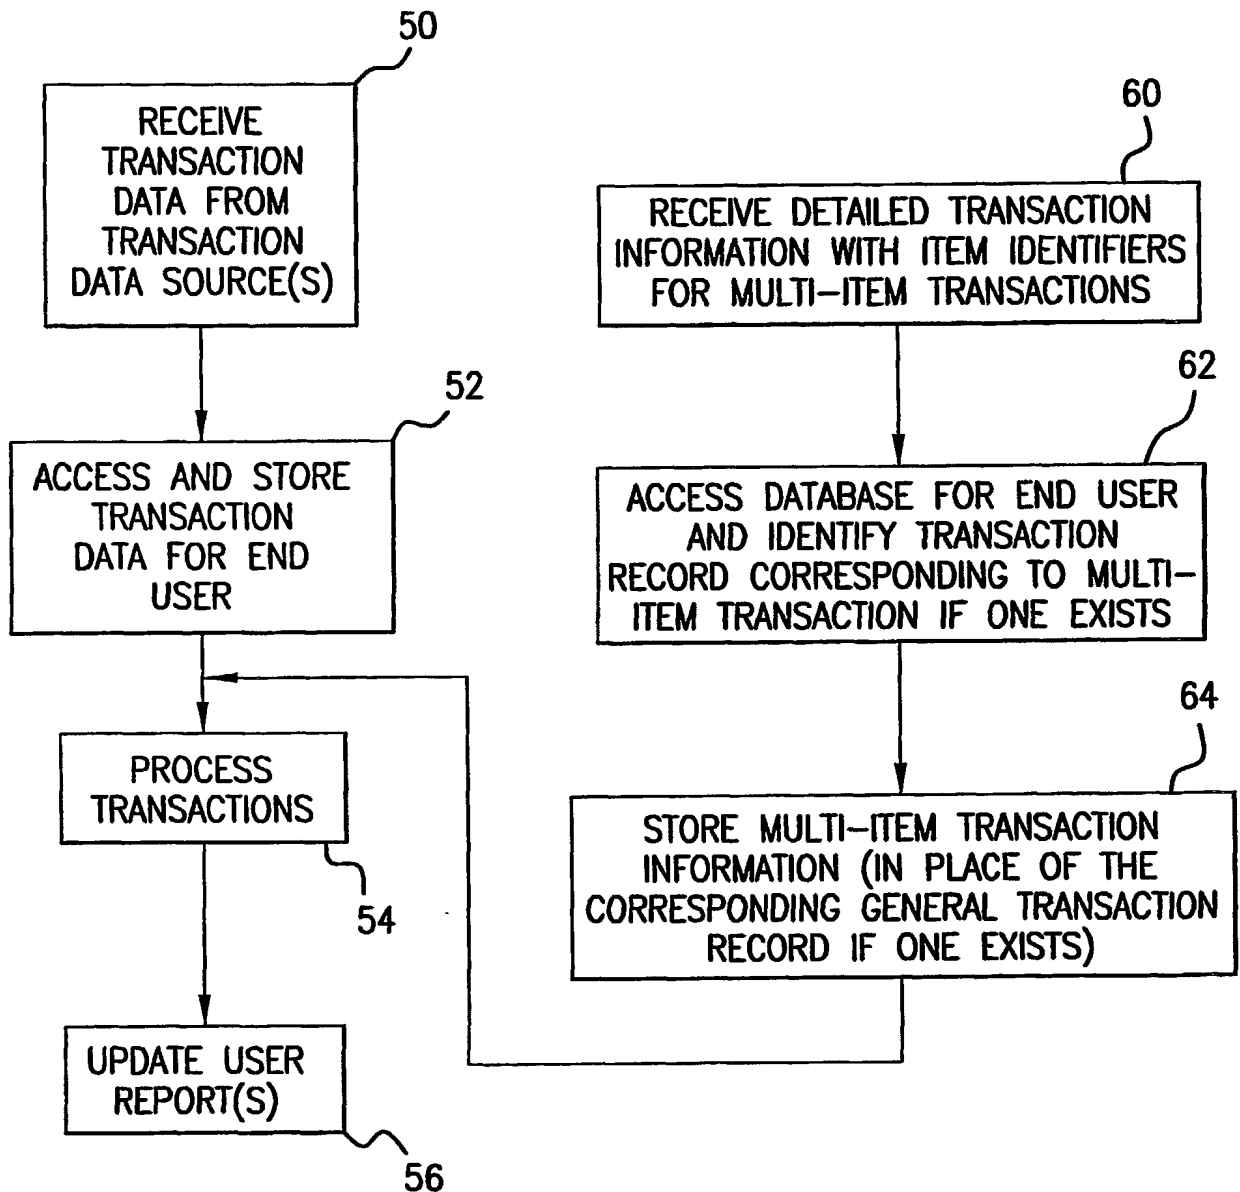 50
RECEIVE
TRANSACTION
DATA FROM
TRANSACTION
DATA SOURCE(S)
52
ACCESS AND STORE
TRANSACTION
DATA FOR END
USER
PROCESS
TRANSACTIONS
54
UPDATE USER
REPORT(S)
56
60
RECEIVE DETAILED TRANSACTION
INFORMATION WITH ITEM IDENTIFIERS
FOR MULTI-ITEM TRANSACTIONS
62
ACCESS DATABASE FOR END USER
AND IDENTIFY TRANSACTION
RECORD CORRESPONDING TO MULTI-
ITEM TRANSACTION IF ONE EXISTS
64
STORE MULTI-ITEM TRANSACTION
INFORMATION (IN PLACE OF THE
CORRESPONDING GENERAL TRANSACTION
RECORD IF ONE EXISTS)